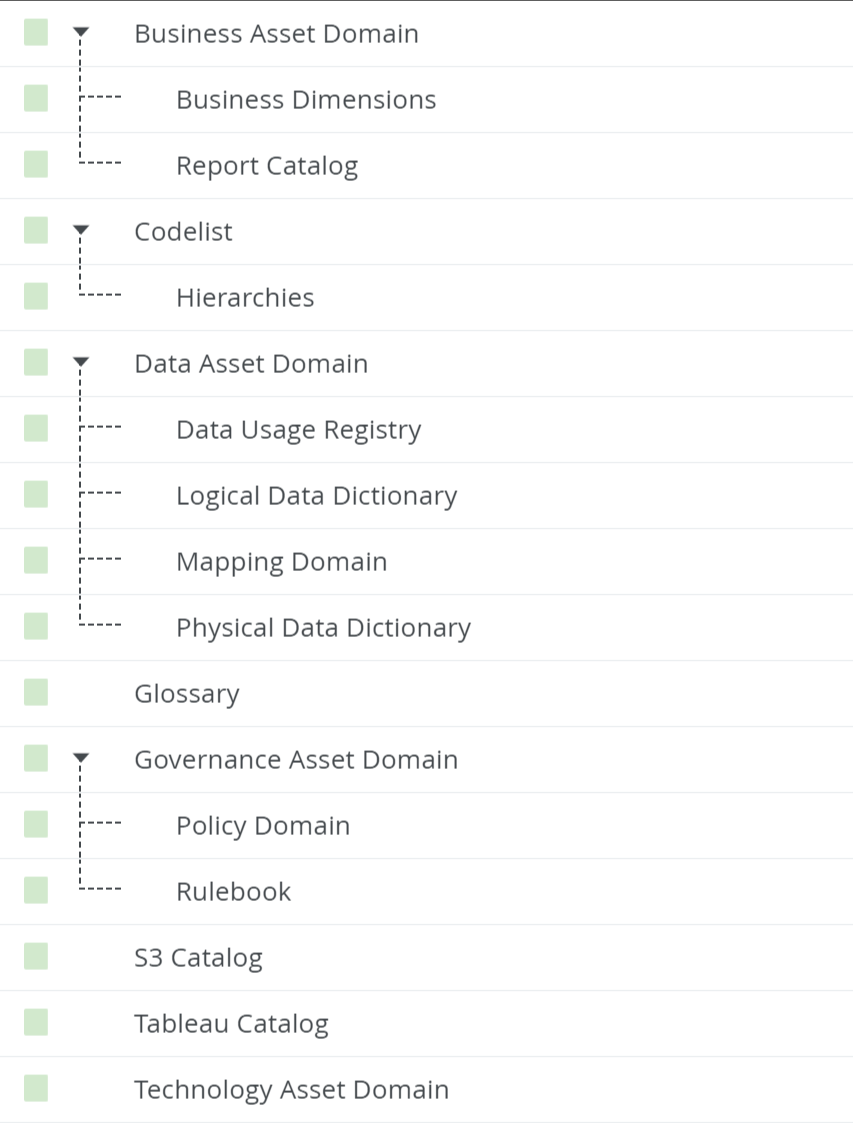 Business Asset Domain
Business Dimensions
Report Catalog
Codelist
Hierarchies
Data Asset Domain
Data Usage Registry
Logical Data Dictionary
Mapping Domain
Physical Data Dictionary
Glossary
Governance Asset Domain
Policy Domain
Rulebook
S3 Catalog
Tableau Catalog
Technology Asset Domain